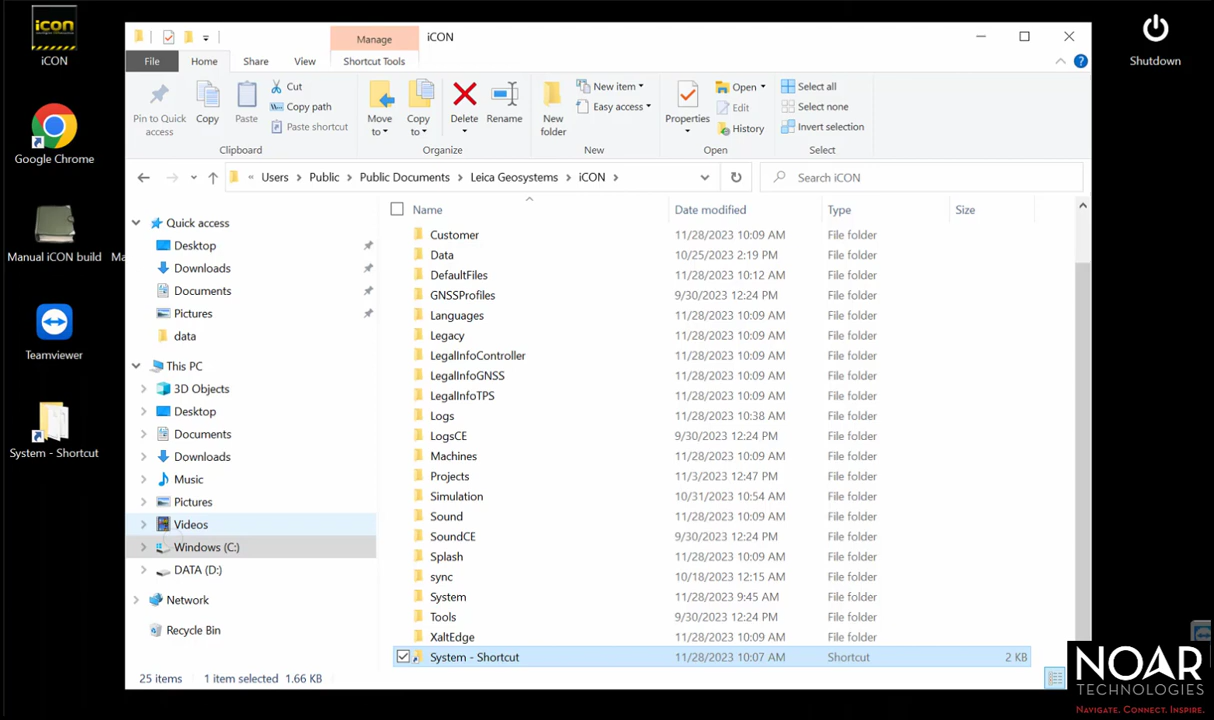 icon
iCON
Google Chrome
Manual iCON build
Ma
Teamviewer
System - Shortcut
Shutdown
Manage
iCON
File
Home
Share
View
Shortcut Tools
Pin to Quick
access
Copy
Paste
Cut
Copy path
Paste shortcut
Clipboard
Move
to
Copy
to
Delete
Rename
Organize
New
folder
New item
Easy access
New
Properties
Open
Edit
History
Open
Select all
Select none
Invert selection
Select
« Users > Public > Public Documents > Leica Geosystems > iCON >
Search iCON
Quick access
Desktop
Downloads
Documents
Pictures
data
This PC
3D Objects
Desktop
Documents
Downloads
Music
Pictures
Videos
Windows (C:)
DATA (D:)
Network
Recycle Bin
Name Date modified Type Size
Customer 11/28/2023 10:09 AM File folder
Data 10/25/2023 2:19 PM File folder
DefaultFiles 11/28/2023 10:12 AM File folder
GNSSProfiles 9/30/2023 12:24 PM File folder
Languages 11/28/2023 10:09 AM File folder
Legacy 11/28/2023 10:09 AM File folder
LegalInfoController 11/28/2023 10:09 AM File folder
LegalInfoGNSS 11/28/2023 10:09 AM File folder
LegalInfoTPS 11/28/2023 10:09 AM File folder
Logs 11/28/2023 10:38 AM File folder
LogsCE 9/30/2023 12:24 PM File folder
Machines 11/28/2023 10:09 AM File folder
Projects 11/3/2023 12:47 PM File folder
Simulation 10/31/2023 10:54 AM File folder
Sound 11/28/2023 10:09 AM File folder
SoundCE 9/30/2023 12:24 PM File folder
Splash 11/28/2023 10:09 AM File folder
sync 10/18/2023 12:15 AM File folder
System 11/28/2023 9:45 AM File folder
Tools 9/30/2023 12:24 PM File folder
XaltEdge 11/28/2023 10:09 AM File folder
System - Shortcut 11/28/2023 10:07 AM Shortcut 2 KB
25 items 1 item selected 1.66 KB
NOAR
TECHNOLOGIES
NAVIGATE. CONNECT. INSPIRE.